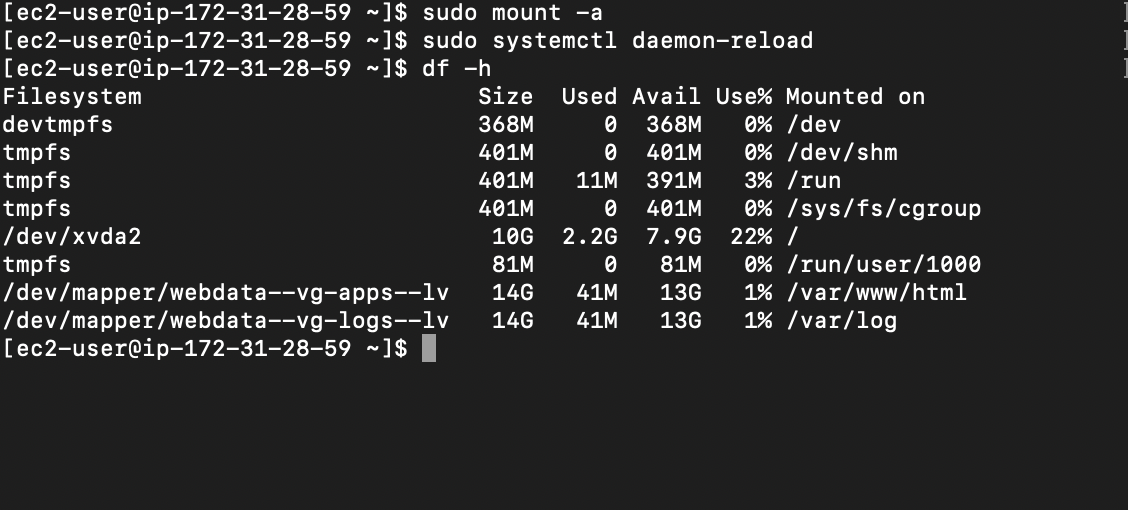 [ec2-user@ip-172-31-28-59 ~]$ sudo mount -a ]
[ec2-user@ip-172-31-28-59 ~]$ sudo systemctl daemon-reload ]
[ec2-user@ip-172-31-28-59 ~]$ df -h ]
Filesystem Size Used Avail Use% Mounted on
devtmpfs 368M 0 368M 0% /dev
tmpfs 401M 0 401M 0% /dev/shm
tmpfs 401M 11M 391M 3% /run
tmpfs 401M 0 401M 0% /sys/fs/cgroup
/dev/xvda2 10G 2.2G 7.9G 22% /
tmpfs 81M 0 81M 0% /run/user/1000
/dev/mapper/webdata--vg-apps--lv 14G 41M 13G 1% /var/www/html
/dev/mapper/webdata--vg-logs--lv 14G 41M 13G 1% /var/log
[ec2-user@ip-172-31-28-59 ~]$